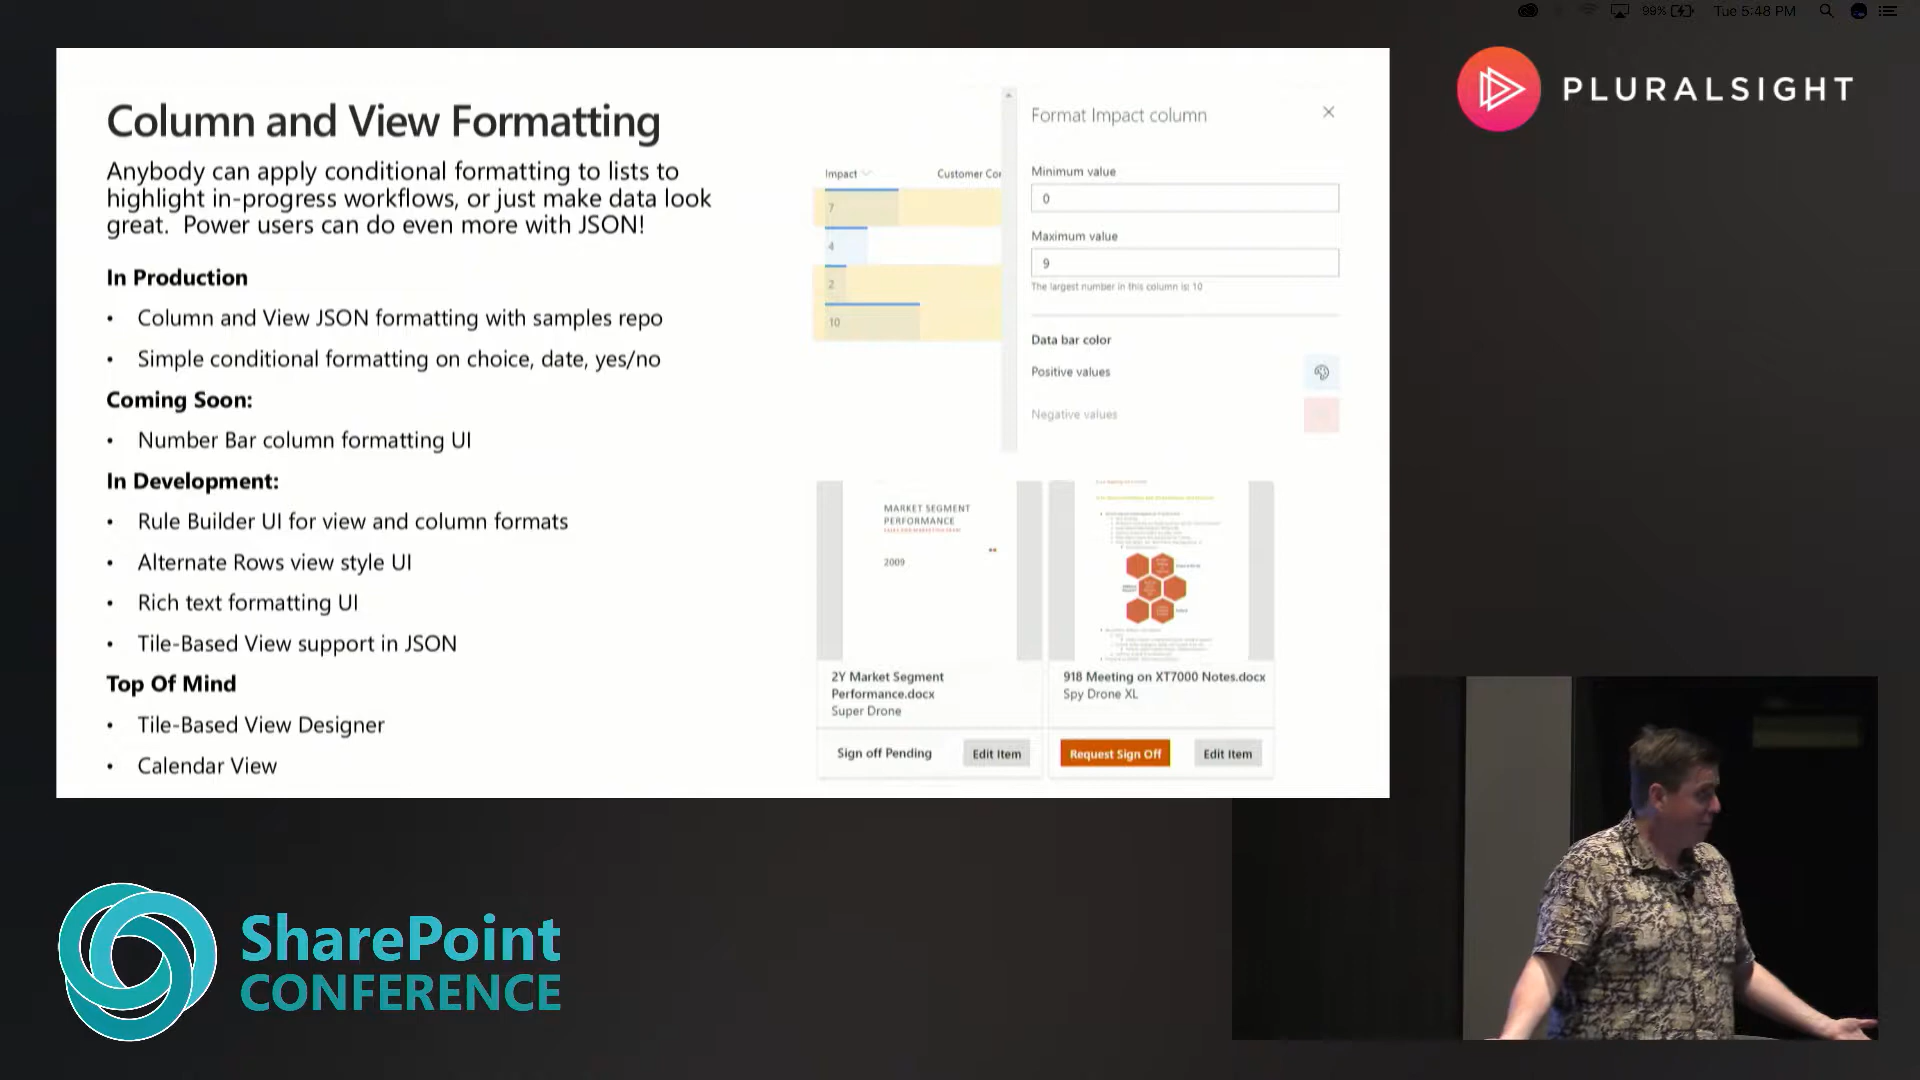 99%
Tue 5:48 PM
PLURALSIGHT
Column and View Formatting
Anybody can apply conditional formatting to lists to
highlight in-progress workflows, or just make data look
great.  Power users can do even more with JSON!
In Production
• Column and View JSON formatting with samples repo
• Simple conditional formatting on choice, date, yes/no
Coming Soon:
• Number Bar column formatting UI
In Development:
• Rule Builder UI for view and column formats
• Alternate Rows view style UI
• Rich text formatting UI
• Tile-Based View support in JSON
Top Of Mind
• Tile-Based View Designer
• Calendar View
Impact
Customer Cor
7
4
2
10
Format Impact column
Minimum value
0
Maximum value
9
The largest number in this column is: 10
Data bar color
Positive values
Negative values
MARKET SEGMENT
PERFORMANCE
2009
2Y Market Segment
Performance.docx
Super Drone
Sign off Pending
Edit Item
918 Meeting on XT7000 Notes.docx
Spy Drone XL
Request Sign Off
Edit Item
SharePoint
CONFERENCE